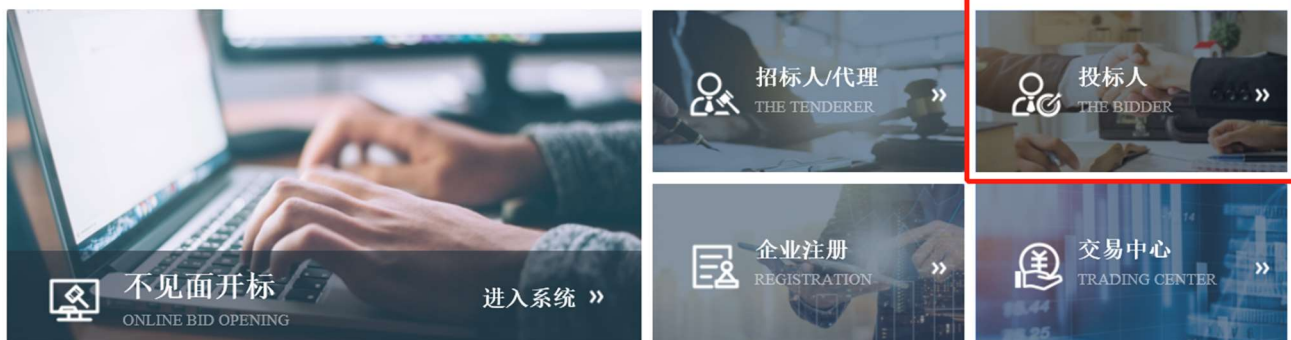 招标人/代理
THE TENDERER
»
投标人
THE BIDDER
»
不见面开标
ONLINE BID OPENING
进入系统 »
企业注册
REGISTRATION
»
交易中心
TRADING CENTER
»